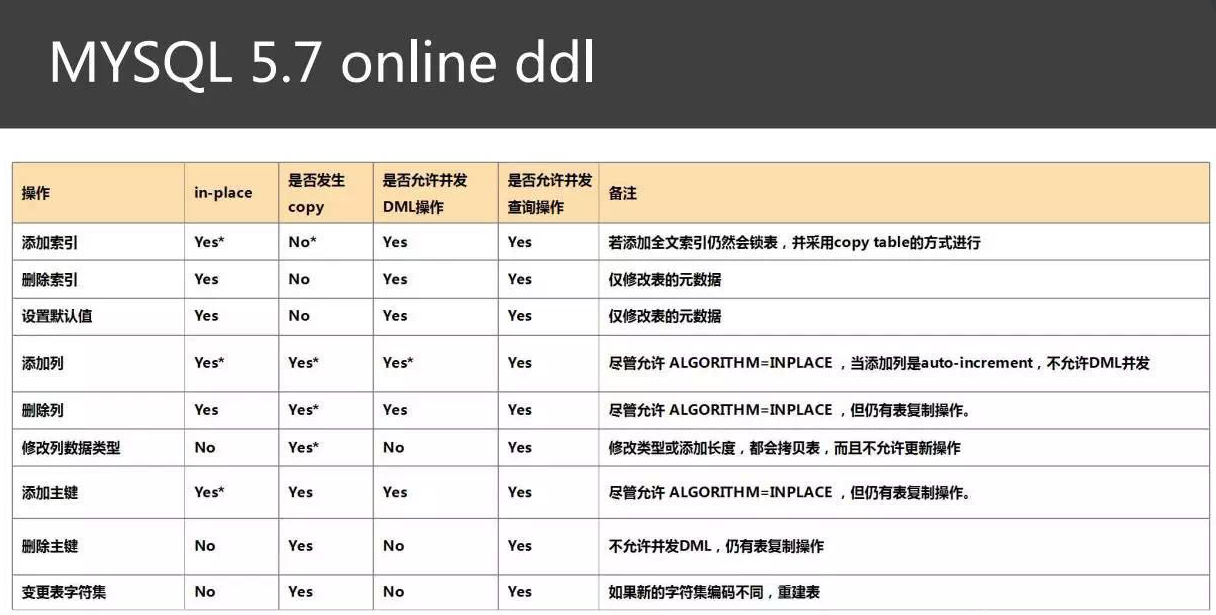 MYSQL 5.7 online ddl
操作 in-place 是否发生copy 是否允许并发DML操作 是否允许并发查询操作 备注
添加索引 Yes* No* Yes Yes 若添加全文索引仍然会锁表，并采用copy table的方式进行
删除索引 Yes No Yes Yes 仅修改表的元数据
设置默认值 Yes No Yes Yes 仅修改表的元数据
添加列 Yes* Yes* Yes* Yes 尽管允许 ALGORITHM=INPLACE ，当添加列是auto-increment，不允许DML并发
删除列 Yes Yes* Yes Yes 尽管允许 ALGORITHM=INPLACE ，但仍有表复制操作。
修改列数据类型 No Yes* No Yes 修改类型或添加长度，都会拷贝表，而且不允许更新操作
添加主键 Yes* Yes Yes Yes 尽管允许 ALGORITHM=INPLACE ，但仍有表复制操作。
删除主键 No Yes No Yes 不允许并发DML，仍有表复制操作
变更表字符集 No Yes No Yes 如果新的字符集编码不同，重建表